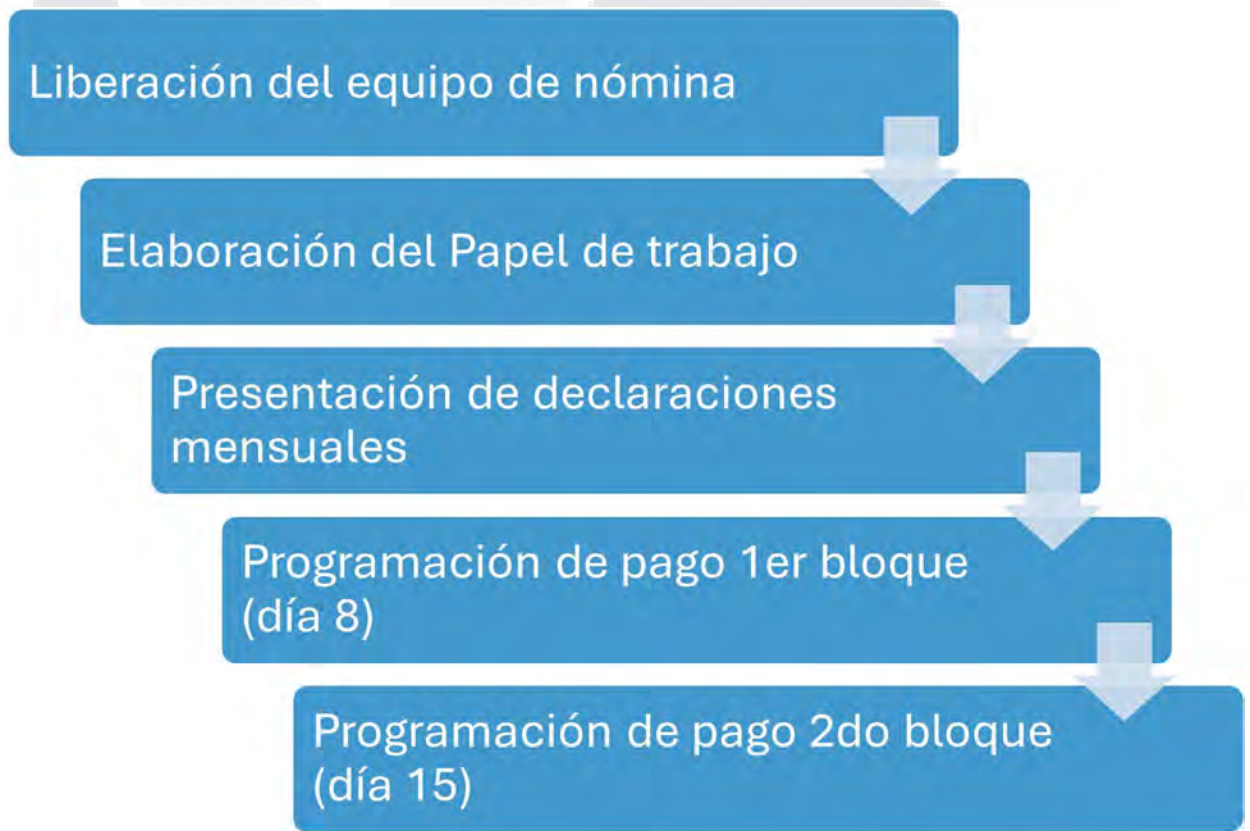 Liberación del equipo de nómina
Elaboración del Papel de trabajo
Presentación de declaraciones
mensuales
Programación de pago 1er bloque
(día 8)
Programación de pago 2do bloque
(día 15)